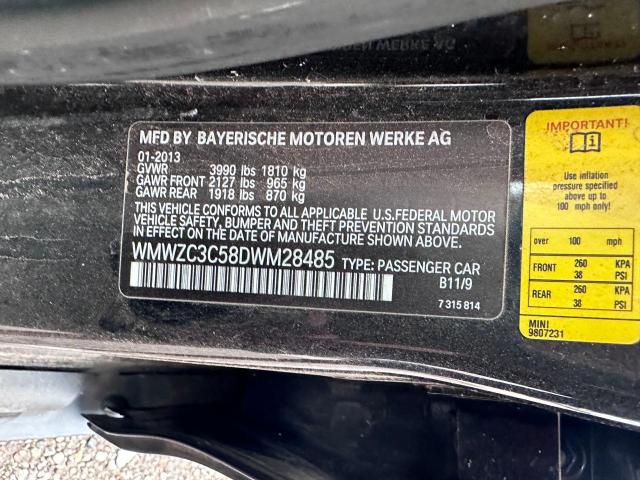 MFD BY BAYERISCHE MOTOREN WERKE AG
01-2013
GVWR 3990 lbs 1810 kg
GAWR FRONT 2127 lbs 965 kg
GAWR REAR 1918 lbs 870 kg
THIS VEHICLE CONFORMS TO ALL APPLICABLE U.S.FEDERAL MOTOR
VEHICLE SAFETY, BUMPER AND THEFT PREVENTION STANDARDS
IN EFFECT ON THE DATE OF MANUFACTURE SHOWN ABOVE.
WMWZC3C58DWM28485 TYPE: PASSENGER CAR
B11/9
7 315 814
IMPORTANT!
Use inflation
pressure specified
above up to
100 mph only!
over 100 mph
FRONT 260 KPA
38 PSI
REAR 260 KPA
38 PSI
MINI
9807231